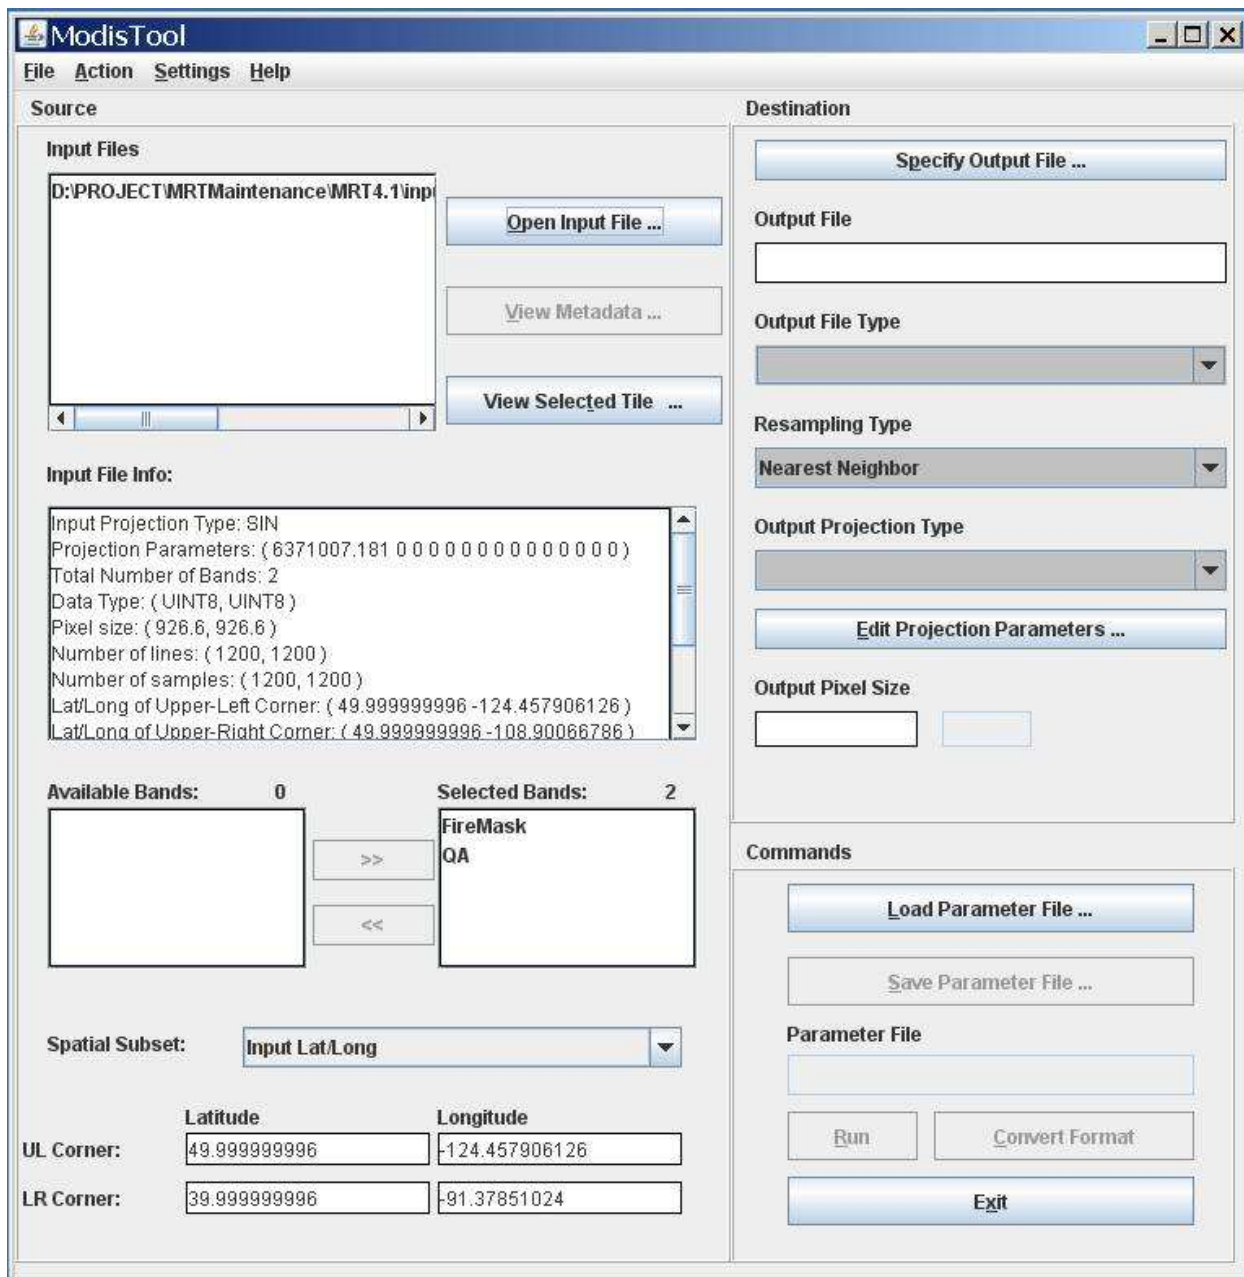 ModisTool
File Action Settings Help
Source
Input Files
D:\PROJECT\MRTMaintenance\MRT4.1\inpu
Open Input File ...
View Metadata ...
View Selected Tile ...
Input File Info:
Input Projection Type: SIN
Projection Parameters: ( 6371007.181 0 0 0 0 0 0 0 0 0 0 0 0 0 0 )
Total Number of Bands: 2
Data Type: ( UINT8, UINT8 )
Pixel size: ( 926.6, 926.6 )
Number of lines: ( 1200, 1200 )
Number of samples: ( 1200, 1200 )
Lat/Long of Upper-Left Corner: ( 49.999999996 -124.457906126 )
Lat/Long of Upper-Right Corner: ( 49.999999996 -108.90066786 )
Available Bands: 0
Selected Bands: 2
FireMask
QA
>>
<<
Spatial Subset: Input Lat/Long
Latitude Longitude
UL Corner: 49.999999996 -124.457906126
LR Corner: 39.999999996 -91.37851024
Destination
Specify Output File ...
Output File
Output File Type
Resampling Type
Nearest Neighbor
Output Projection Type
Edit Projection Parameters ...
Output Pixel Size
Commands
Load Parameter File ...
Save Parameter File ...
Parameter File
Run Convert Format
Exit